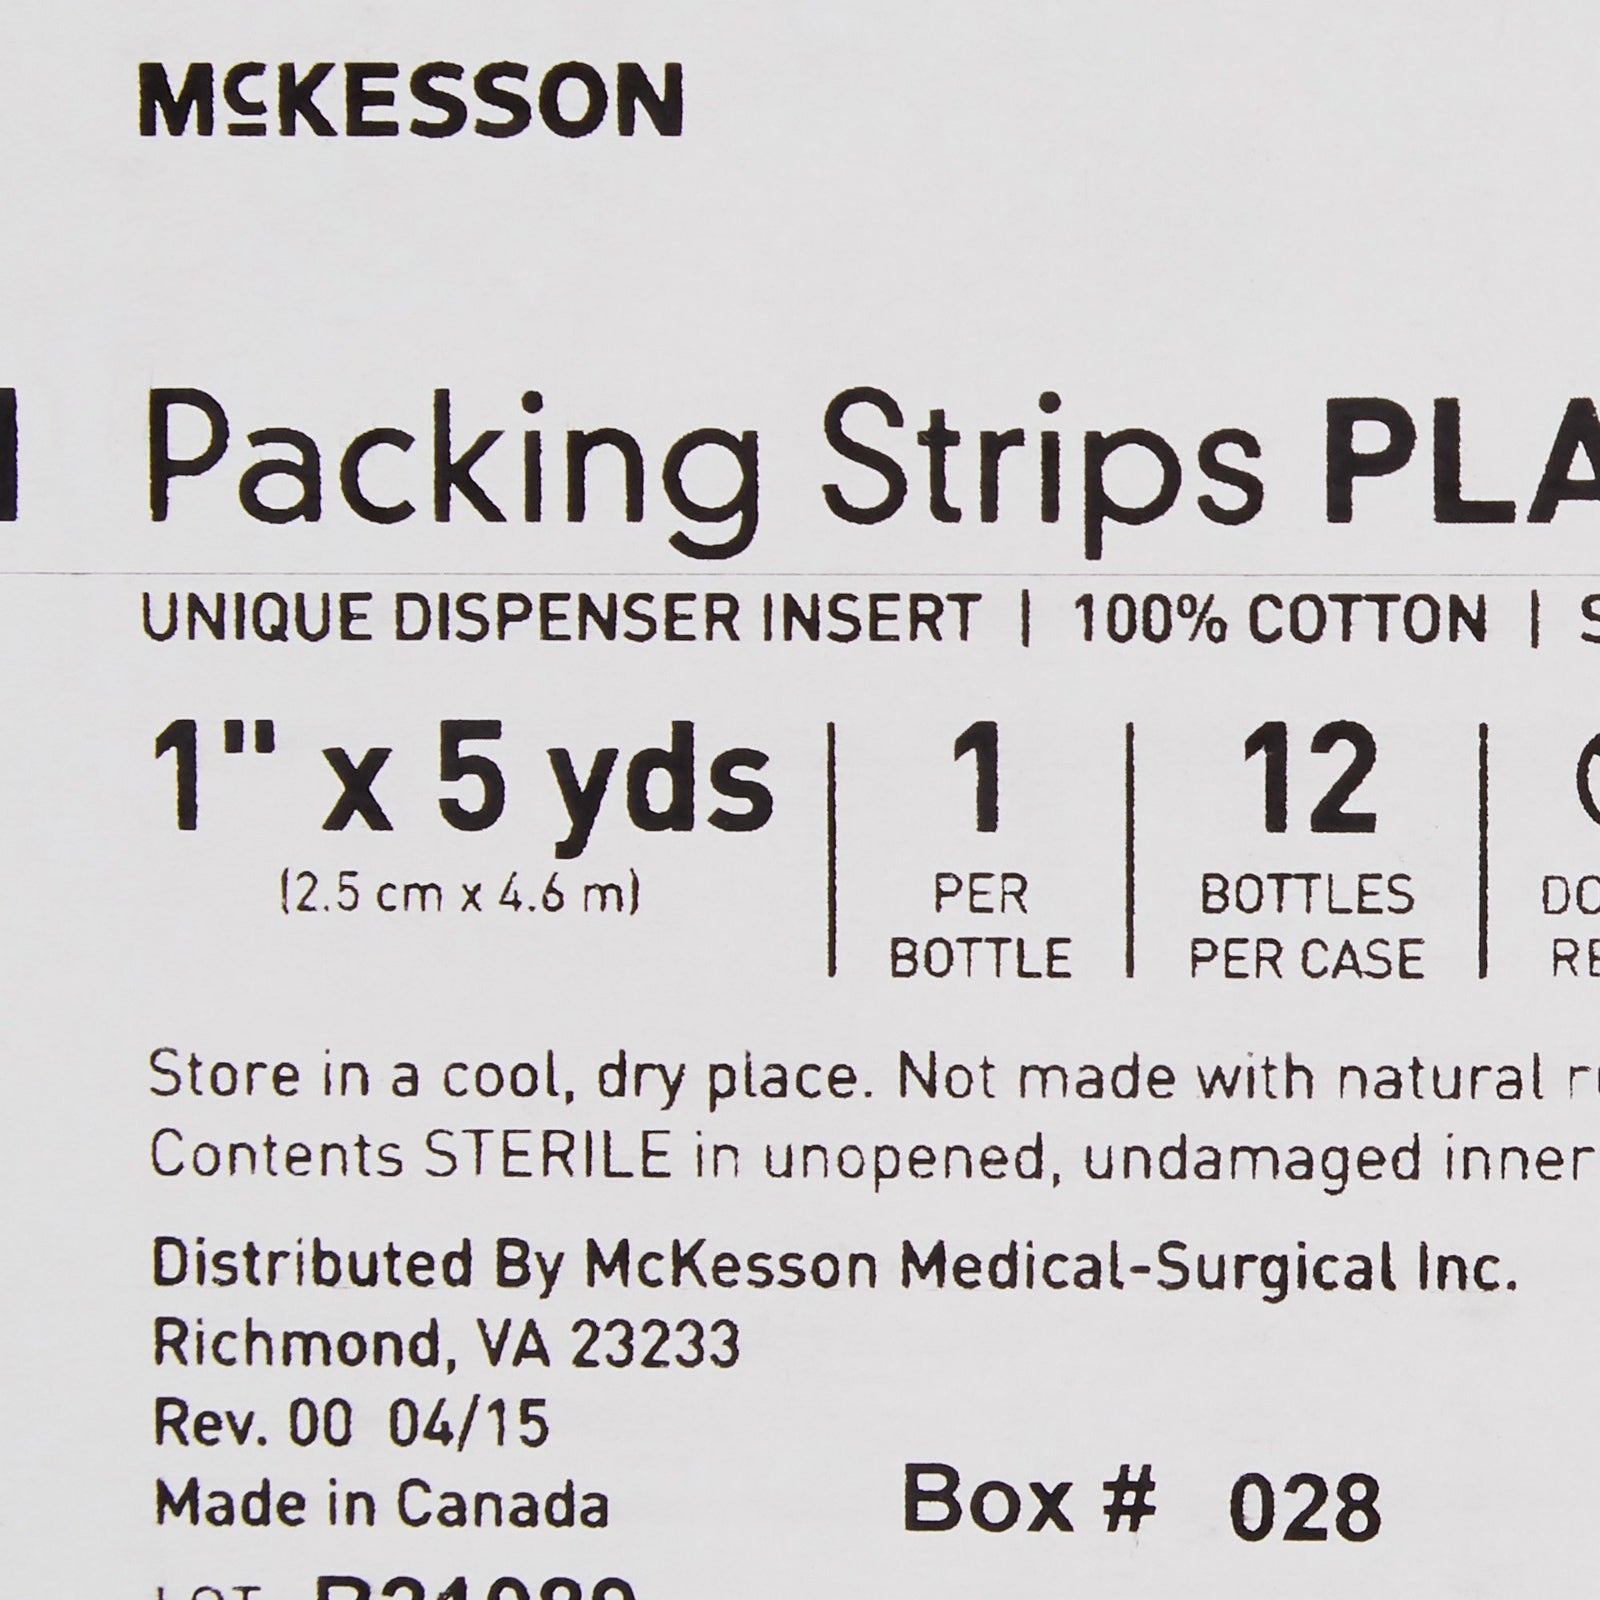 McKESSON
Packing Strips PLA
UNIQUE DISPENSER INSERT | 100% COTTON | S
1" x 5 yds | 1 | 12
(2.5 cm x 4.6 m) PER BOTTLES DO
BOTTLE PER CASE RE
Store in a cool, dry place. Not made with natural
Contents STERILE in unopened, undamaged inner
Distributed By McKesson Medical-Surgical Inc.
Richmond, VA 23233
Rev. 00 04/15
Made in Canada
Box # 028
LOT